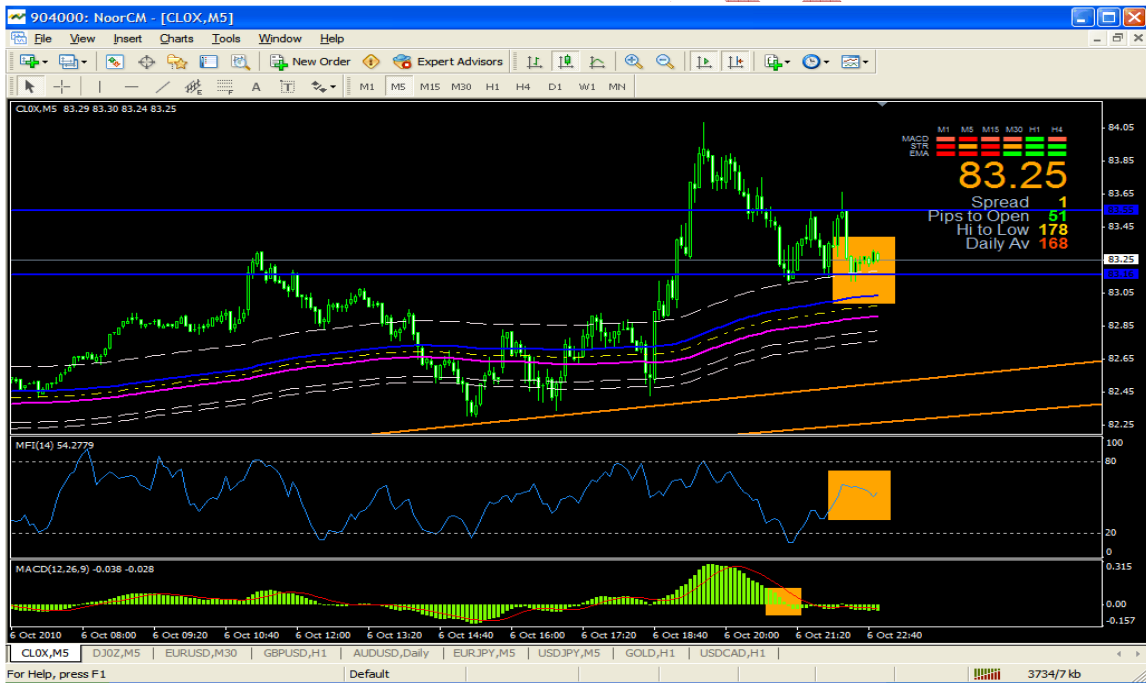 904000: NoorCM - [CL0X,M5]
File View Insert Charts Tools Window Help
New Order Expert Advisors
A T M1 M5 M15 M30 H1 H4 D1 W1 MN
CL0X,M5 83.29 83.30 83.24 83.25
M1 M5 M15 M30 H1 H4
MACD
STR
EMA
83.25
Spread 1
Pips to Open 51
Hi to Low 178
Daily Av 168
84.05
83.85
83.65
83.45
83.25
83.05
82.85
82.65
82.45
82.25
MFI(14) 54.2779
100
80
20
0
MACD(12,26,9) -0.038 -0.028
0.315
0.00
-0.157
6 Oct 2010 6 Oct 08:00 6 Oct 09:20 6 Oct 10:40 6 Oct 12:00 6 Oct 13:20 6 Oct 14:40 6 Oct 16:00 6 Oct 17:20 6 Oct 18:40 6 Oct 20:00 6 Oct 21:20 6 Oct 22:40
CL0X,M5 DJ0Z,M5 EURUSD,M30 GBPUSD,H1 AUDUSD,Daily EURJPY,M5 USDJPY,M5 GOLD,H1 USDCAD,H1
For Help, press F1 Default 3734/7 kb